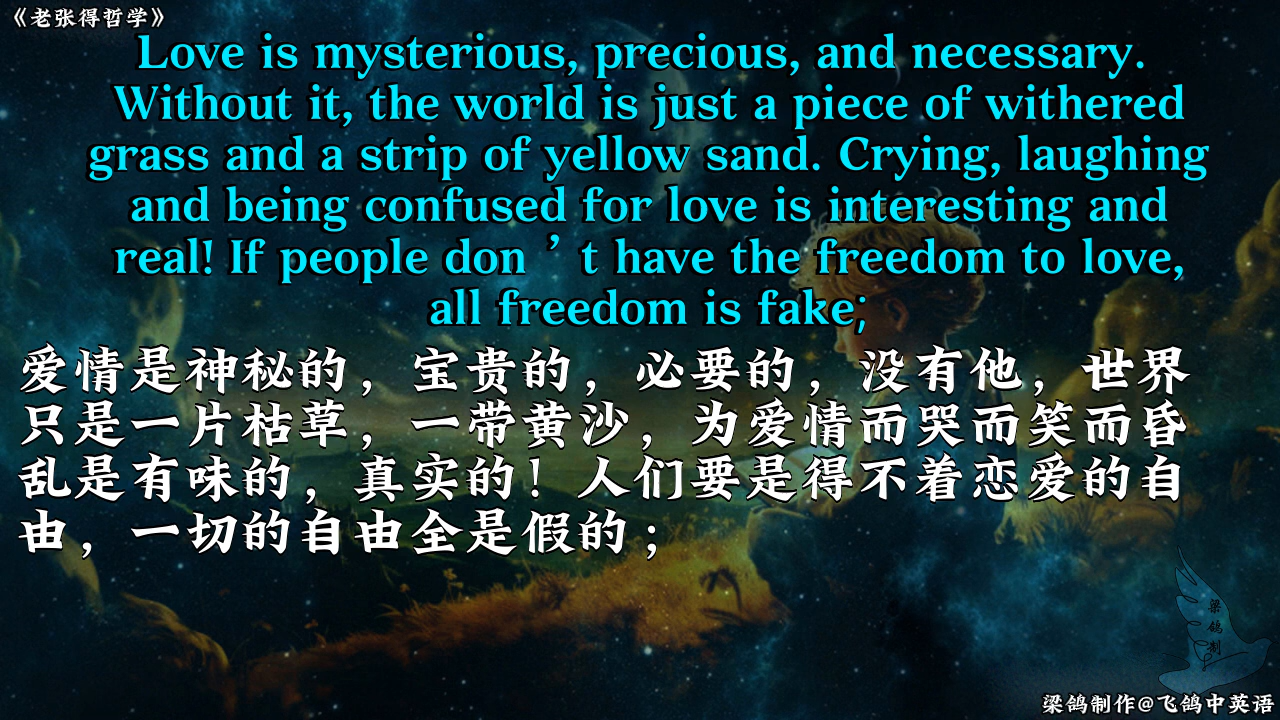 《老张得哲学》
Love is mysterious, precious, and necessary.
Without it, the world is just a piece of withered
grass and a strip of yellow sand. Crying, laughing
and being confused for love is interesting and
real! If people don ’ t have the freedom to love,
all freedom is fake;
爱情是神秘的，宝贵的，必要的，没有他，世界
只是一片枯草，一带黄沙，为爱情而哭而笑而昏
乱是有味的，真实的！人们要是得不着恋爱的自
由，一切的自由全是假的；
梁鸽制
梁鸽制作@飞鸽中英语